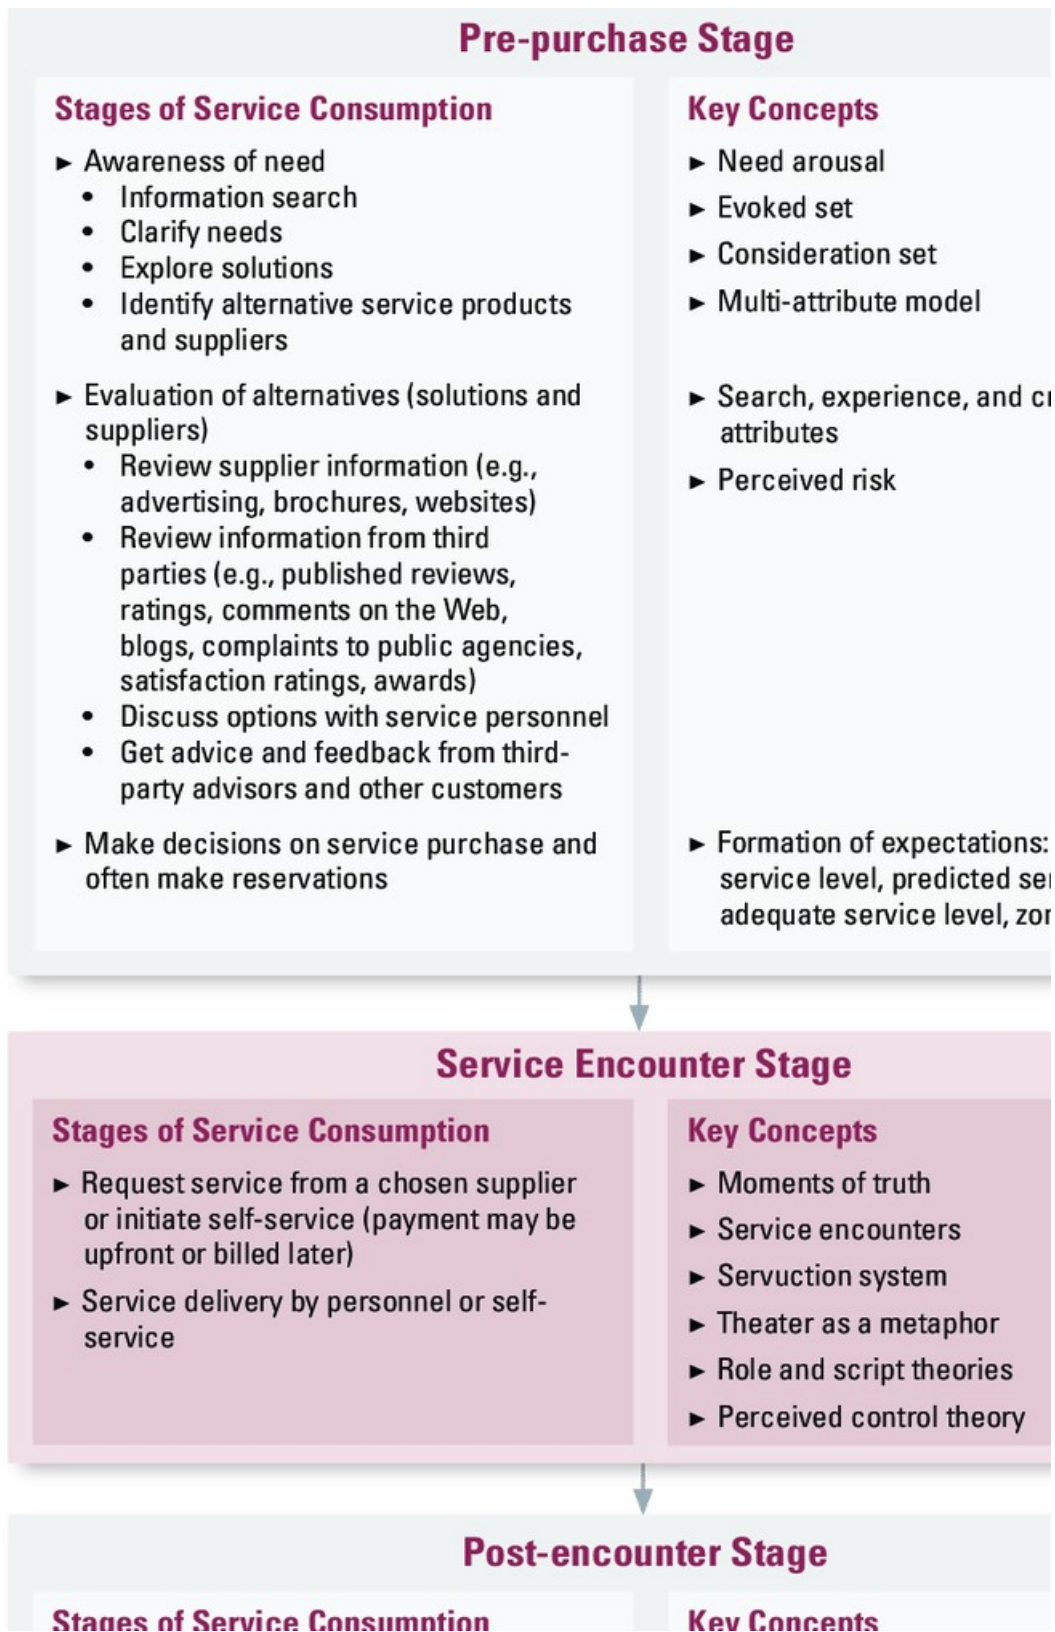 Pre-purchase Stage
Stages of Service Consumption
► Awareness of need
• Information search
• Clarify needs
• Explore solutions
• Identify alternative service products
and suppliers
► Evaluation of alternatives (solutions and
suppliers)
• Review supplier information (e.g.,
advertising, brochures, websites)
• Review information from third
parties (e.g., published reviews,
ratings, comments on the Web,
blogs, complaints to public agencies,
satisfaction ratings, awards)
• Discuss options with service personnel
• Get advice and feedback from third-
party advisors and other customers
► Make decisions on service purchase and
often make reservations
Key Concepts
► Need arousal
► Evoked set
► Consideration set
► Multi-attribute model
► Search, experience, and
attributes
► Perceived risk
► Formation of expectations:
service level, predicted
adequate service level,
Service Encounter Stage
Stages of Service Consumption
► Request service from a chosen supplier
or initiate self-service (payment may be
upfront or billed later)
► Service delivery by personnel or self-
service
Key Concepts
► Moments of truth
► Service encounters
► Servuction system
► Theater as a metaphor
► Role and script theories
► Perceived control theory
Post-encounter Stage
Stages of Service Consumption
Key Concepts